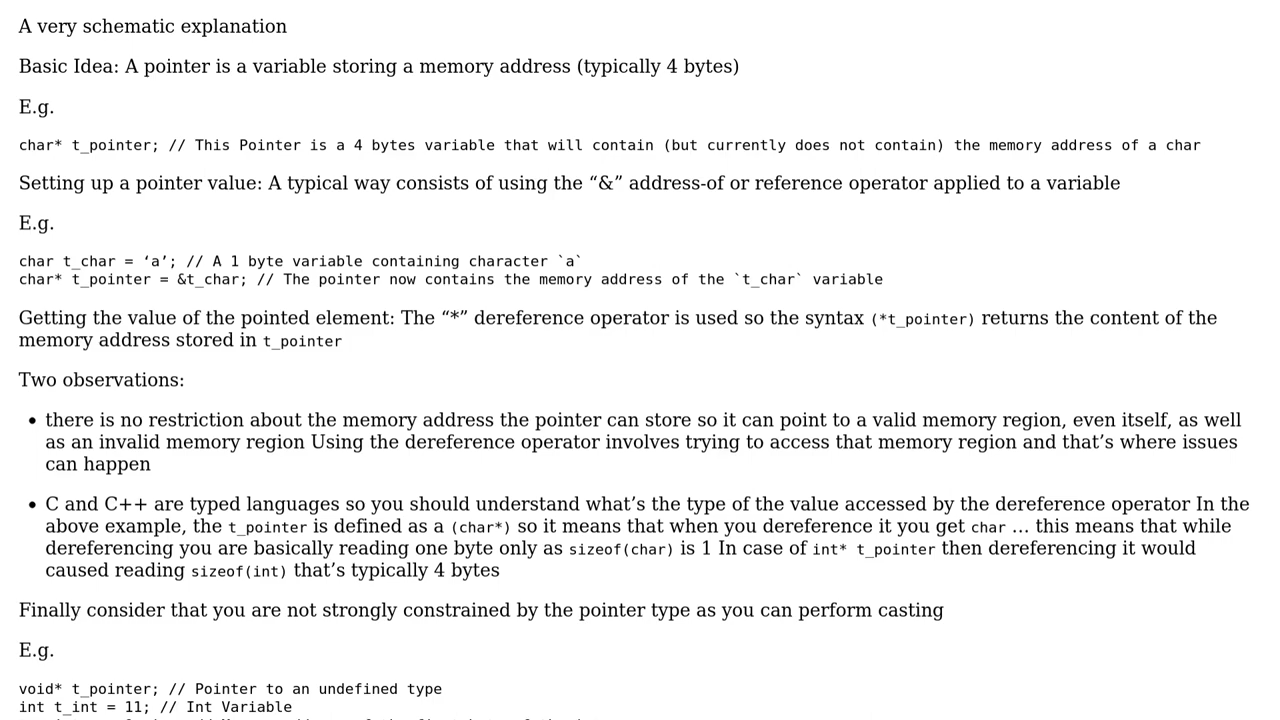 A very schematic explanation
Basic Idea: A pointer is a variable storing a memory address (typically 4 bytes)
E.g.
char* t_pointer; // This Pointer is a 4 bytes variable that will contain (but currently does not contain) the memory address of a char
Setting up a pointer value: A typical way consists of using the “&” address-of or reference operator applied to a variable
E.g.
char t_char = ‘a’; // A 1 byte variable containing character `a`
char* t_pointer = &t_char; // The pointer now contains the memory address of the `t_char` variable
Getting the value of the pointed element: The “*” dereference operator is used so the syntax (*t_pointer) returns the content of the
memory address stored in t_pointer
Two observations:
• there is no restriction about the memory address the pointer can store so it can point to a valid memory region, even itself, as well
as an invalid memory region Using the dereference operator involves trying to access that memory region and that’s where issues
can happen
• C and C++ are typed languages so you should understand what’s the type of the value accessed by the dereference operator In the
above example, the t_pointer is defined as a (char*) so it means that when you dereference it you get char … this means that while
dereferencing you are basically reading one byte only as sizeof(char) is 1 In case of int* t_pointer then dereferencing it would
caused reading sizeof(int) that’s typically 4 bytes
Finally consider that you are not strongly constrained by the pointer type as you can perform casting
E.g.
void* t_pointer; // Pointer to an undefined type
int t_int = 11; // Int Variable